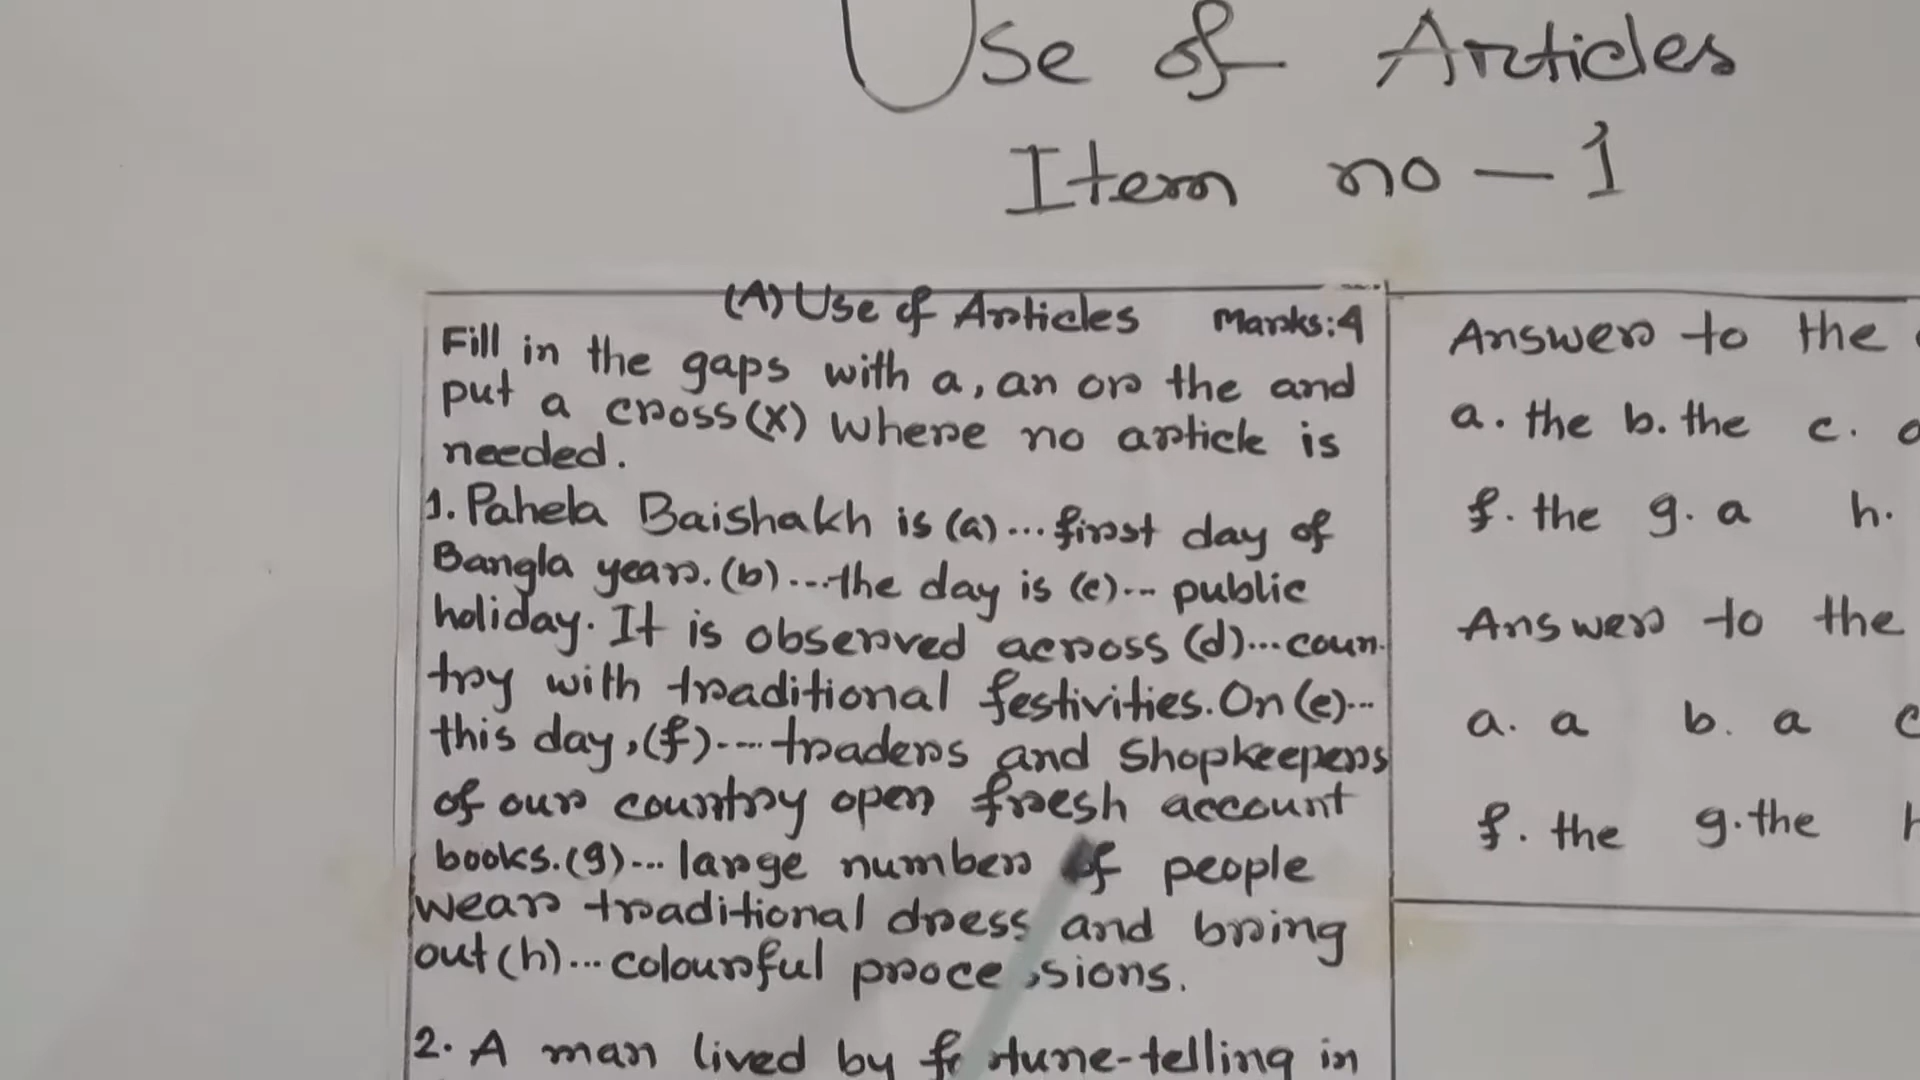 Use of Articles
Item no - 1
(A) Use of Articles Marks: 4
Fill in the gaps with a, an or the and
put a cross (X) where no article is
needed.
1. Pahela Baishakh is (a)... first day of
Bangla year. (b)...the day is (c)... public
holiday. It is observed across (d)...coun-
try with traditional festivities. On (e)...
this day, (f).... traders and shopkeepers
of our country open fresh account
books. (g)... large number of people
wear traditional dress and bring
out (h)... colourful processions.
2. A man lived by fortune-telling in
Answer to the
a. the b. the c.
f. the g. a h.
Answer to the
a. a b. a c
f. the g. the h